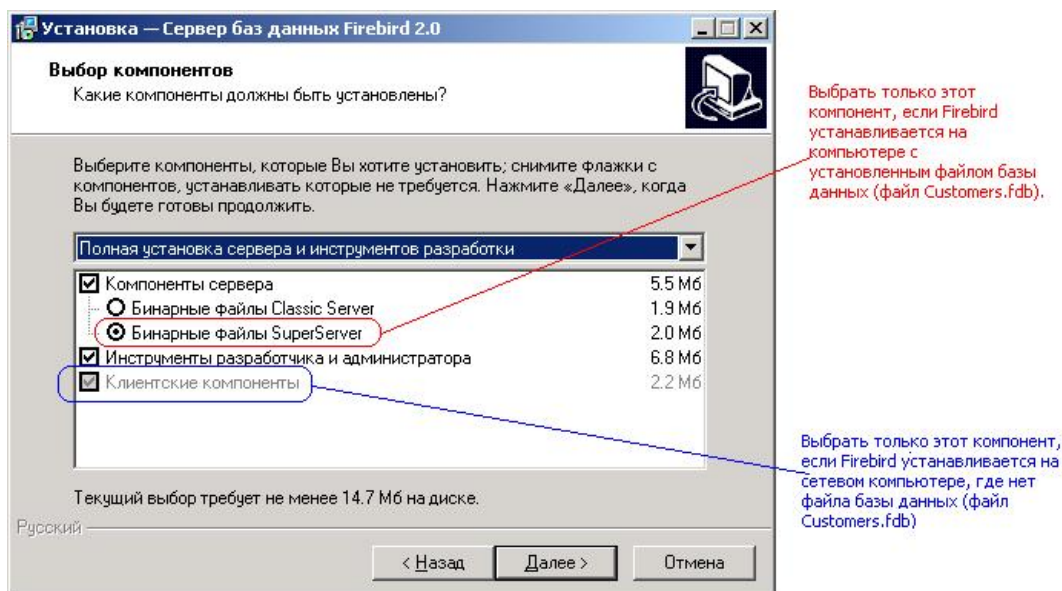 Установка — Сервер баз данных Firebird 2.0
Выбор компонентов
Какие компоненты должны быть установлены?
Выберите компоненты, которые Вы хотите установить; снимите флажки с
компонентов, устанавливать которые не требуется. Нажмите «Далее», когда
Вы будете готовы продолжить.
Полная установка сервера и инструментов разработки
Компоненты сервера 5.5 Мб
Бинарные файлы Classic Server 1.9 Мб
Бинарные файлы SuperServer 2.0 Мб
Инструменты разработчика и администратора 6.8 Мб
Клиентские компоненты 2.2 Мб
Текущий выбор требует не менее 14.7 Мб на диске.
Русский
< Назад Далее > Отмена
Выбрать только этот
компонент, если Firebird
устанавливается на
компьютере с
установленным файлом базы
данных (файл Customers.fdb).
Выбрать только этот компонент,
если Firebird устанавливается на
сетевом компьютере, где нет
файла базы данных (файл
Customers.fdb)